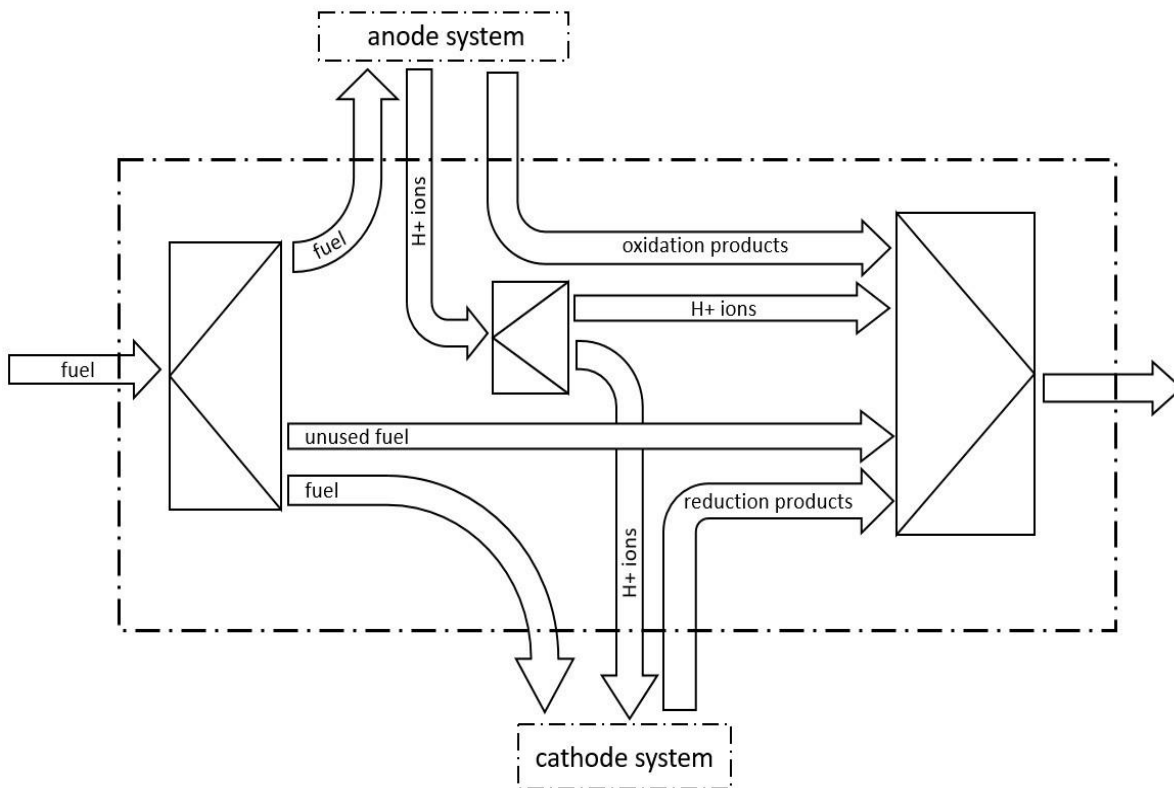 anode system
fuel
H+ ions
oxidation products
H+ ions
fuel
unused fuel
fuel
reduction products
H+ ions
cathode system